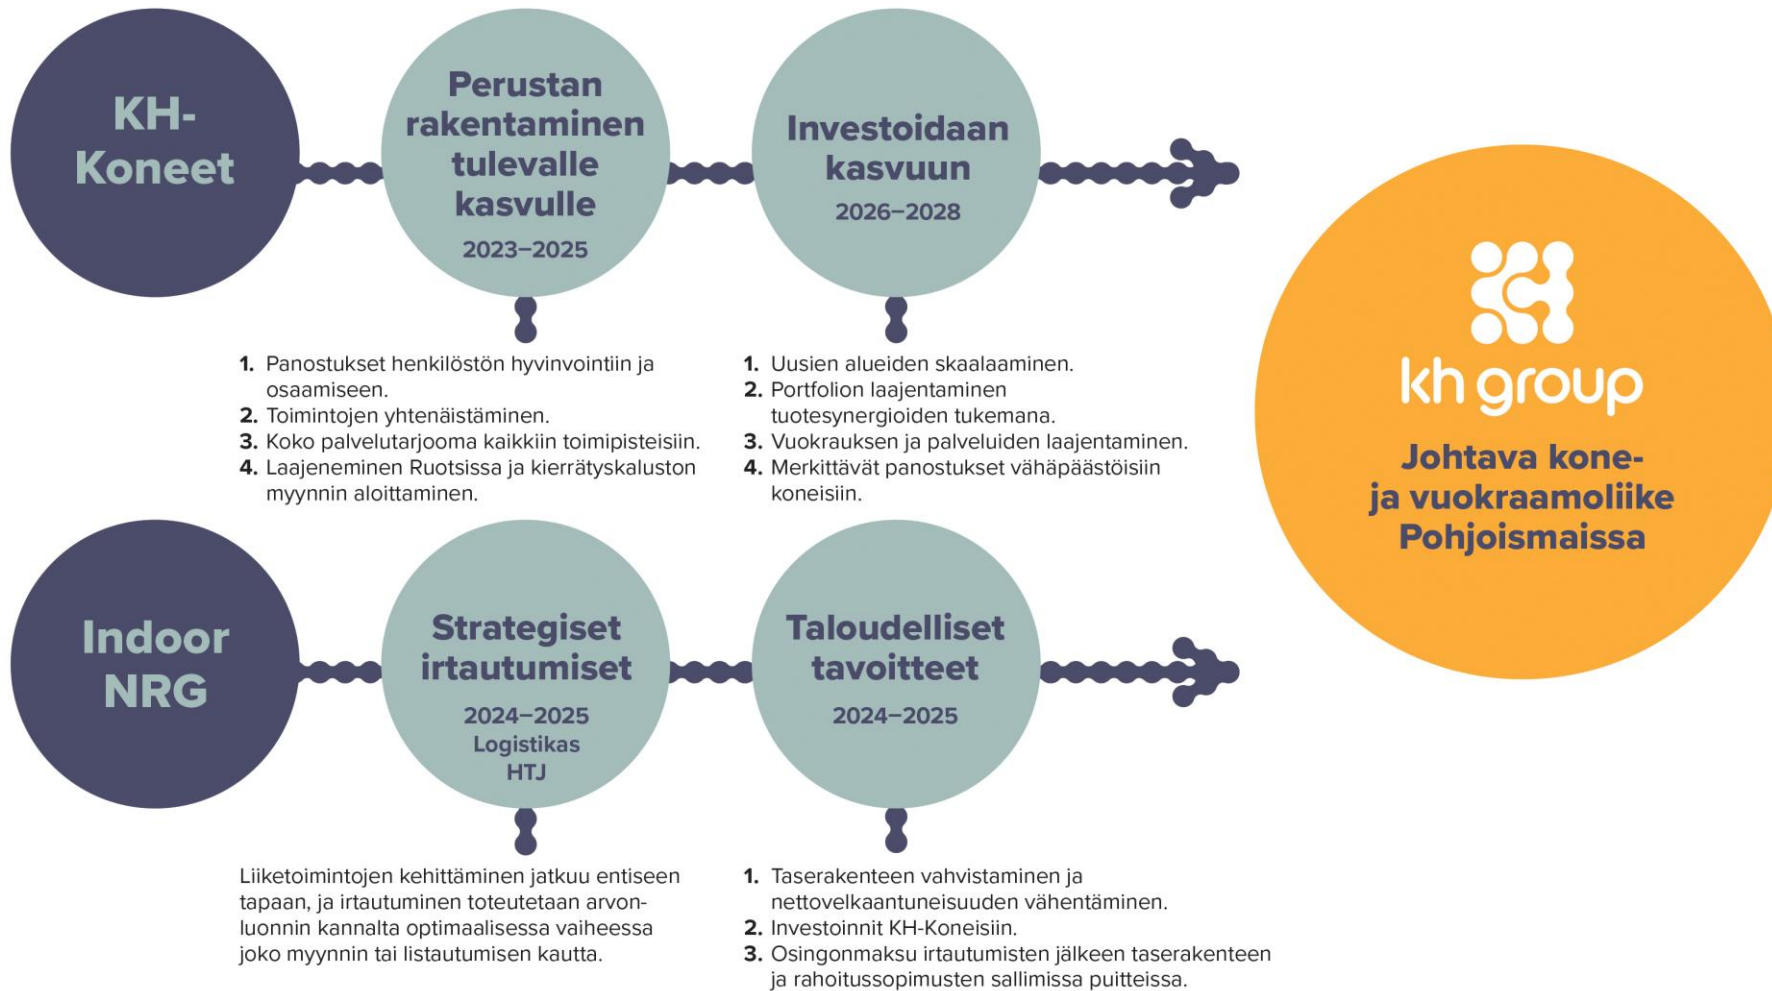 KH-
Koneet
Perustan
rakentaminen
tulevalle
kasvulle
2023–2025
Investoidaan
kasvuun
2026–2028
1. Panostukset henkilöstön hyvinvointiin ja
osaamiseen.
2. Toimintojen yhtenäistäminen.
3. Koko palvelutarjooma kaikkiin toimipisteisiin.
4. Laajeneminen Ruotsissa ja kierrätyskaluston
myynnin aloittaminen.
1. Uusien alueiden skaalaaminen.
2. Portfolion laajentaminen
tuotesynergioiden tukemana.
3. Vuokrauksen ja palveluiden laajentaminen.
4. Merkittävät panostukset vähäpäästöisiin
koneisiin.
Indoor
NRG
Strategiset
irtautumiset
2024–2025
Logistikas
HTJ
Taloudelliset
tavoitteet
2024–2025
Liiketoimintojen kehittäminen jatkuu entiseen
tapaan, ja irtautuminen toteutetaan arvon-
luonnin kannalta optimaalisessa vaiheessa
joko myynnin tai listautumisen kautta.
1. Taserakenteen vahvistaminen ja
nettovelkaantuneisuuden vähentäminen.
2. Investoinnit KH-Koneisiin.
3. Osingonmaksu irtautumisten jälkeen taserakenteen
ja rahoitussopimusten sallimissa puitteissa.
kh group
Johtava kone-
ja vuokraamoliike
Pohjoismaissa